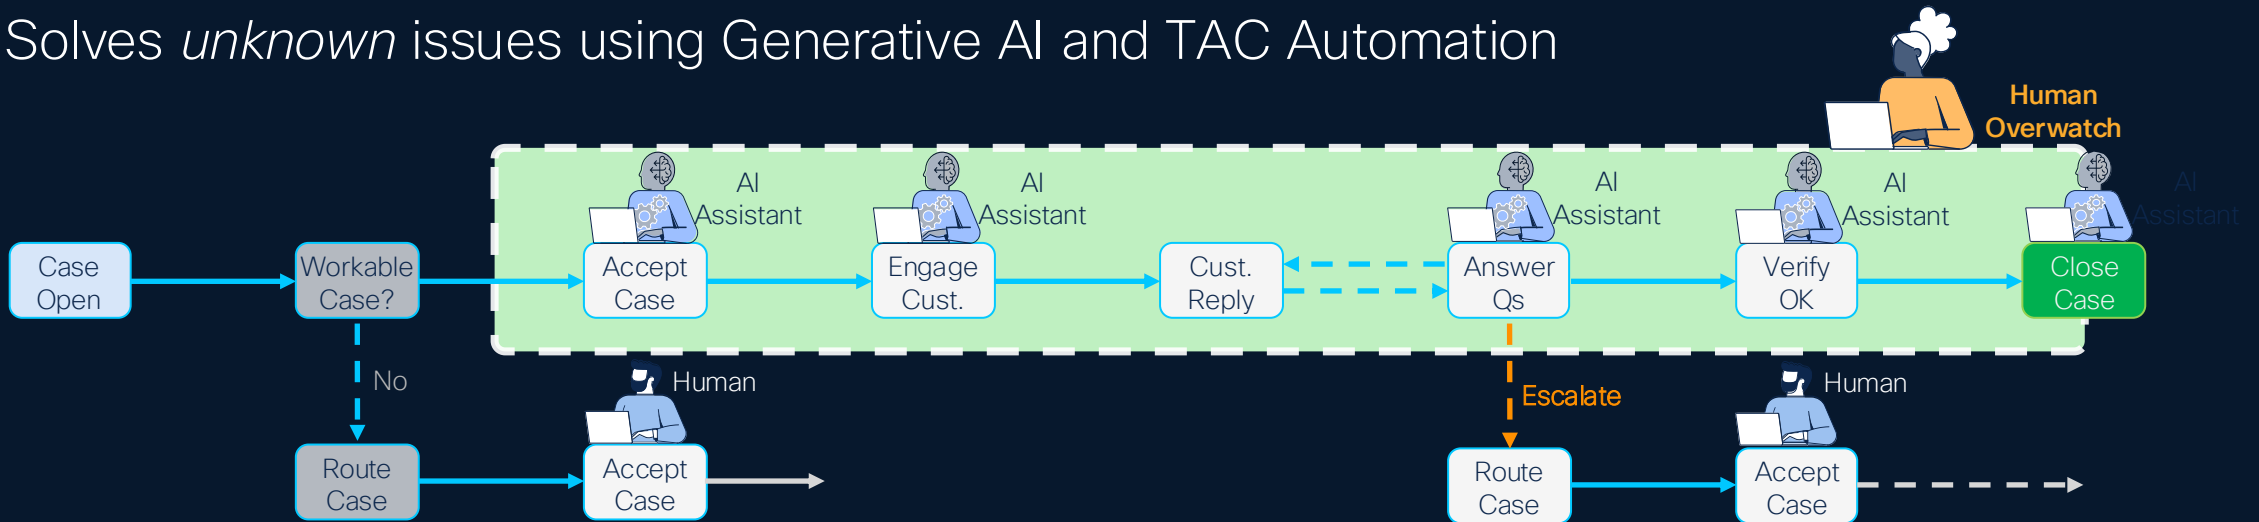 Solves unknown issues using Generative AI and TAC Automation
Human
Overwatch
AI
Assistant
AI
Assistant
AI
Assistant
AI
Assistant
AI
Assistant
Case
Open
Workable
Case?
Accept
Case
Engage
Cust.
Cust.
Reply
Answer
Qs
Verify
OK
Close
Case
No
Human
Escalate
Human
Route
Case
Accept
Case
Route
Case
Accept
Case